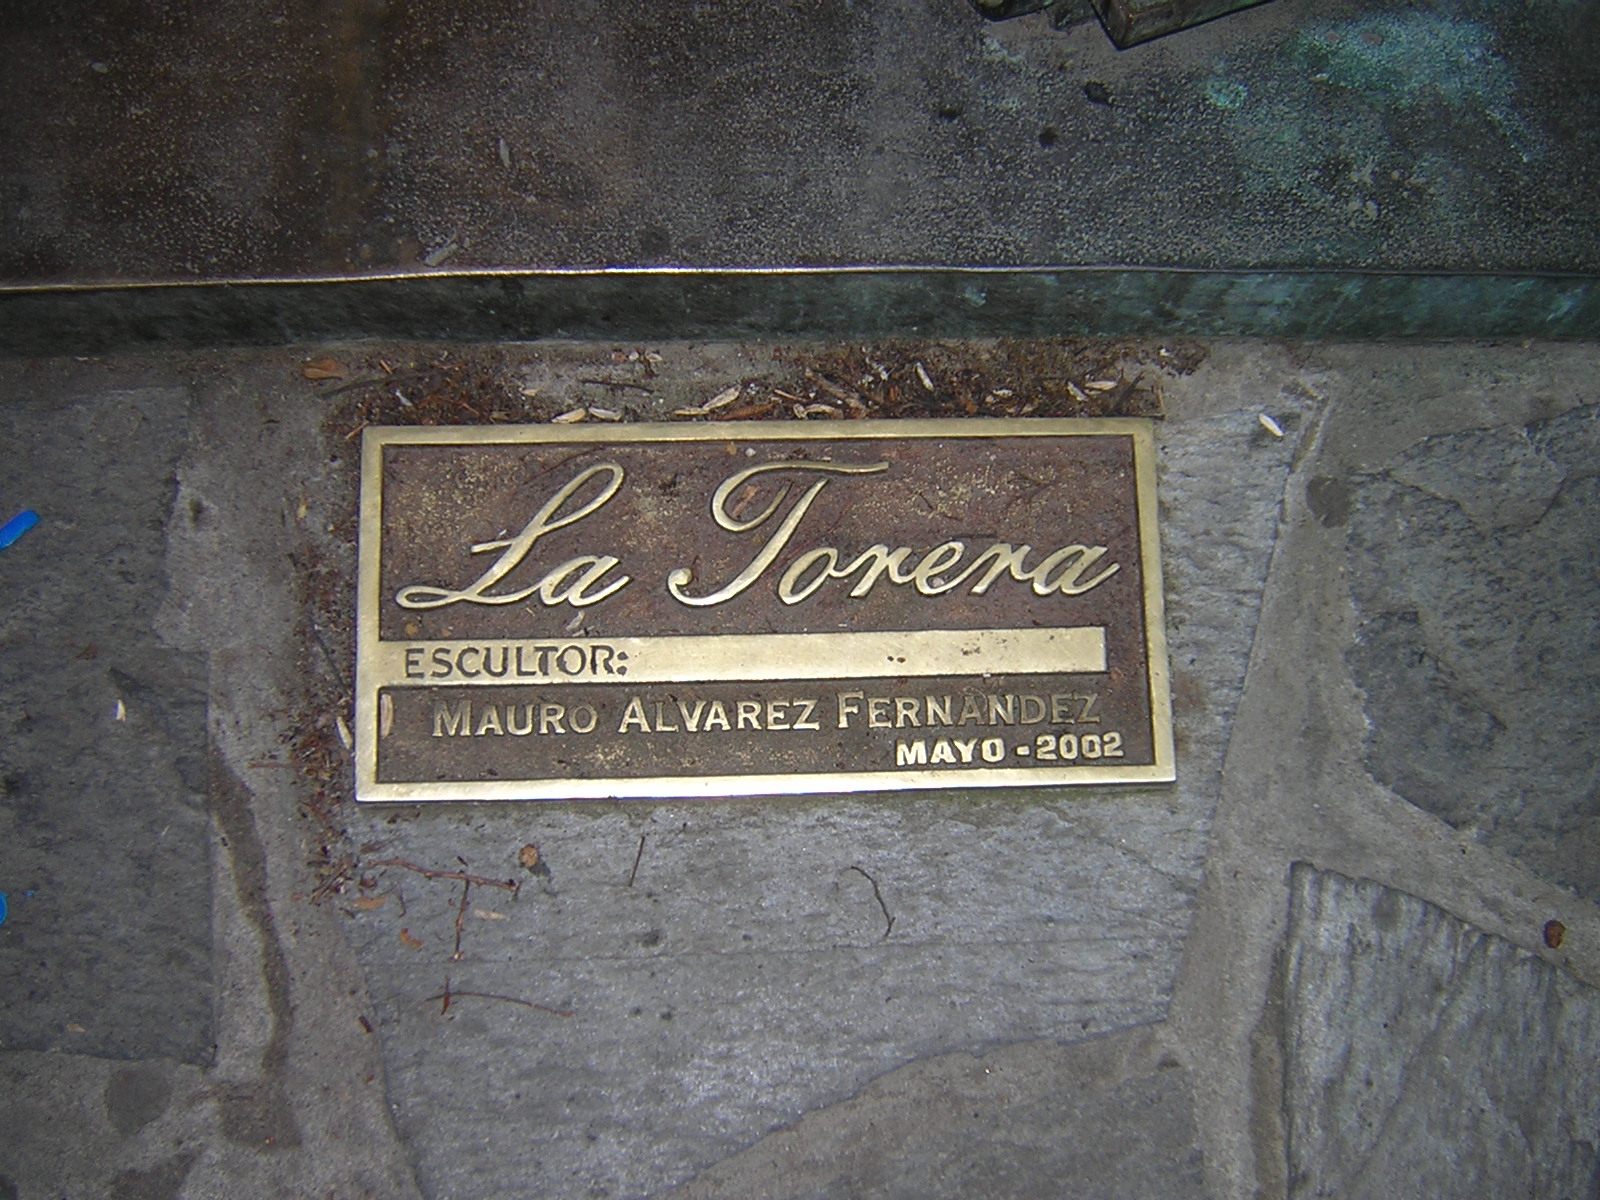 La Torera
ESCULTOR:
MAURO ALVAREZ FERNANDEZ
MAYO - 2002